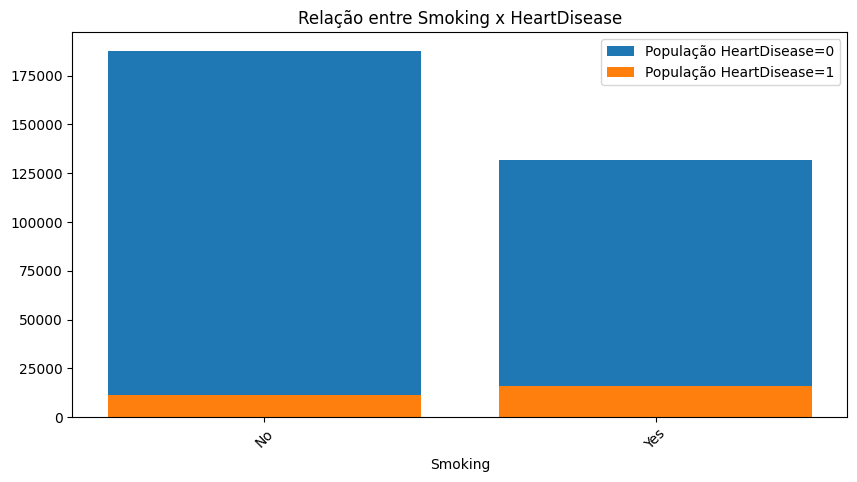 Relação entre Smoking x HeartDisease
População HeartDisease=0
População HeartDisease=1
175000
150000
125000
100000
75000
50000
25000
0
No
Yes
Smoking